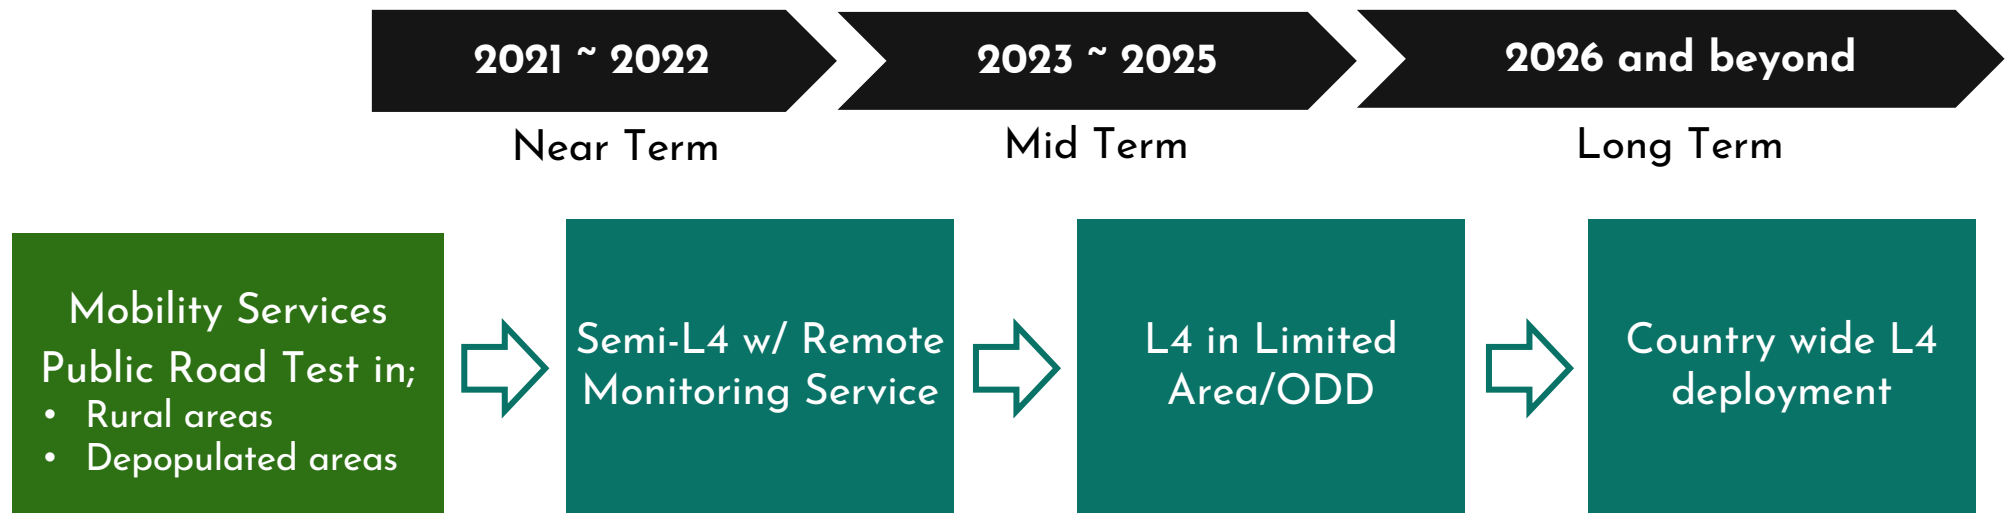 2021 ~ 2022
2023 ~ 2025
2026 and beyond
Near Term
Mid Term
Long Term
Mobility Services
Public Road Test in;
• Rural areas
• Depopulated areas
Semi-L4 w/ Remote
Monitoring Service
L4 in Limited
Area/ODD
Country wide L4
deployment